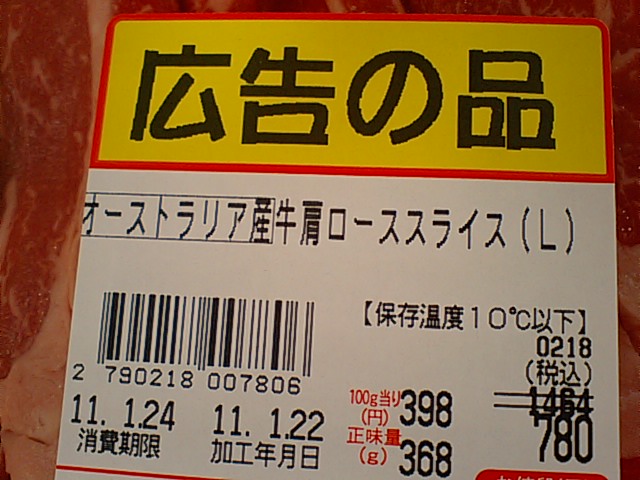 広告の品
オーストラリア産牛肩ローススライス(L)
【保存温度10℃以下】
0218
(税込)
1464
780
2 790218 007806
100g当り(円) 398
正味量(g) 368
11. 1.24 11. 1.22
消費期限 加工年月日